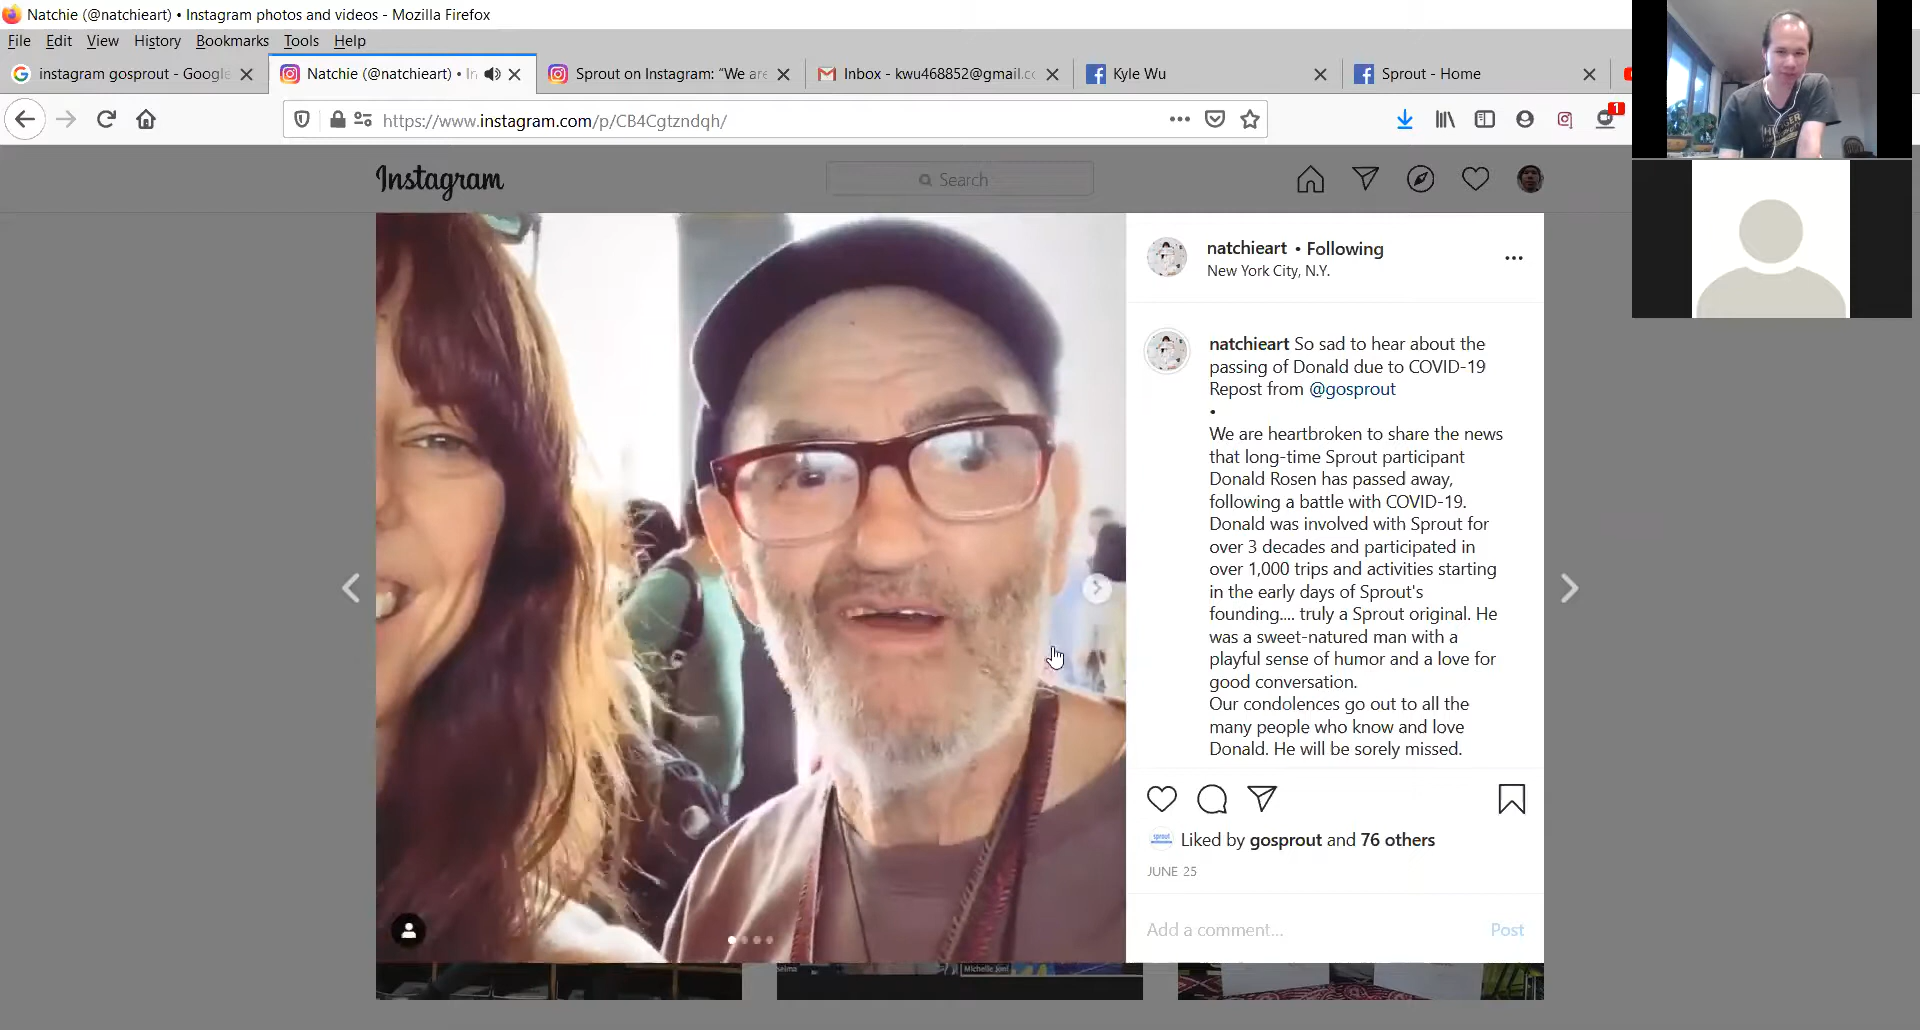 Natchie (@natchieart) • Instagram photos and videos - Mozilla Firefox
File Edit View History Bookmarks Tools Help
instagram gosprout - Google
Natchie (@natchieart) • In
Sprout on Instagram: “We are
Inbox - kwu468852@gmail.co
Kyle Wu
Sprout - Home
https://www.instagram.com/p/CB4Cgtzndqh/
1
Instagram
Search
natchieart • Following
New York City, N.Y.
natchieart So sad to hear about the
passing of Donald due to COVID-19
Repost from @gosprout
•
We are heartbroken to share the news
that long-time Sprout participant
Donald Rosen has passed away,
following a battle with COVID-19.
Donald was involved with Sprout for
over 3 decades and participated in
over 1,000 trips and activities starting
in the early days of Sprout's
founding.... truly a Sprout original. He
was a sweet-natured man with a
playful sense of humor and a love for
good conversation.
Our condolences go out to all the
many people who know and love
Donald. He will be sorely missed.
sprout
Liked by gosprout and 76 others
JUNE 25
Add a comment... Post
selma
Michelle Joni